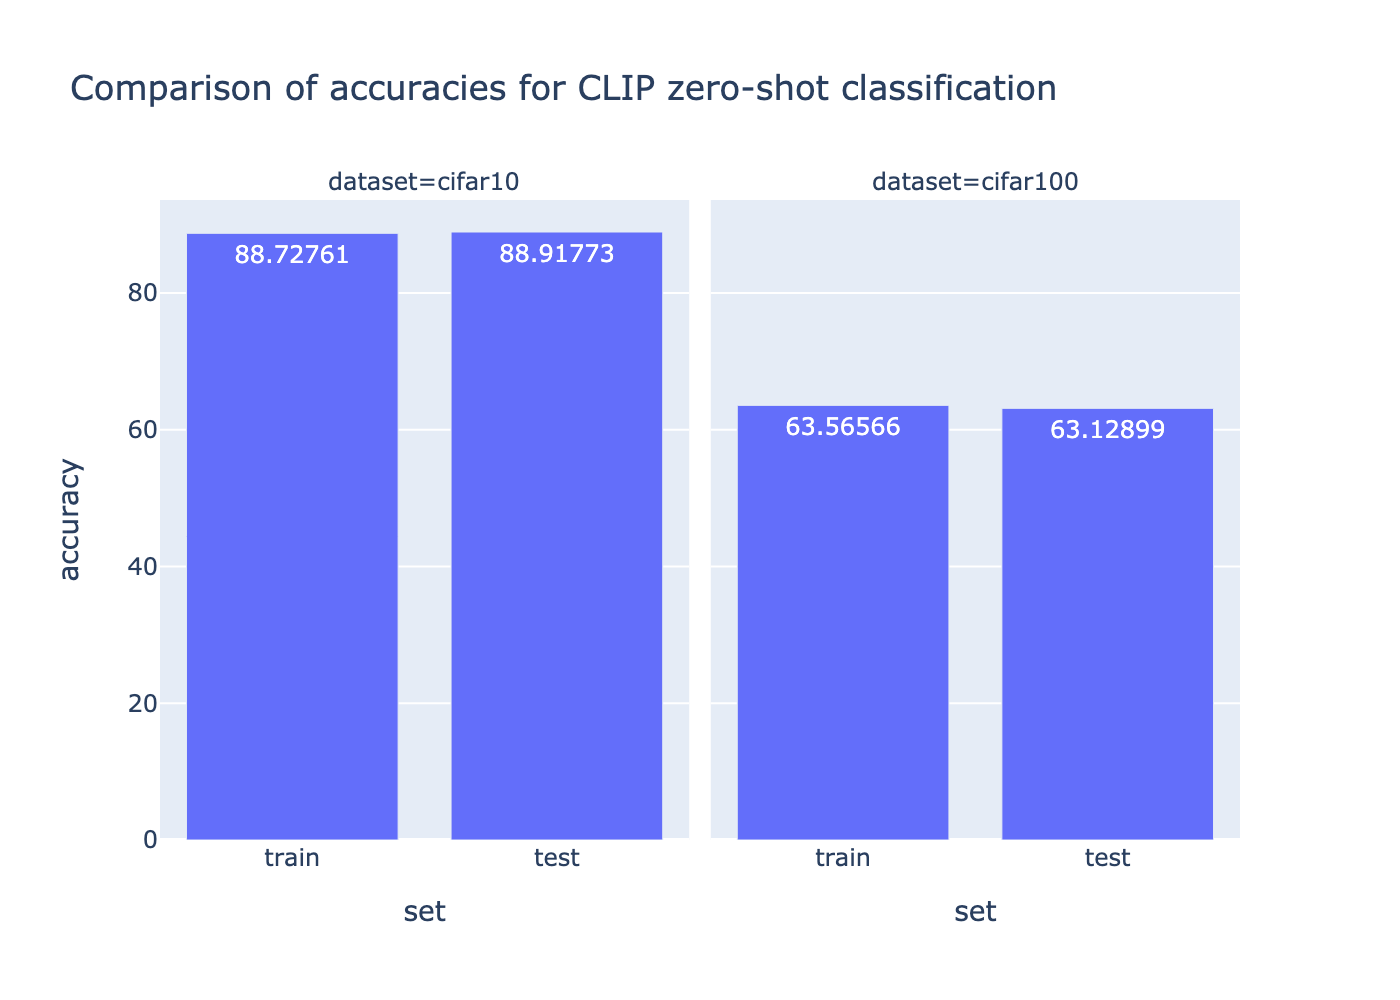 Comparison of accuracies for CLIP zero-shot classification
dataset=cifar10
dataset=cifar100
88.72761
88.91773
63.56566
63.12899
80
60
40
20
0
accuracy
train
test
train
test
set
set